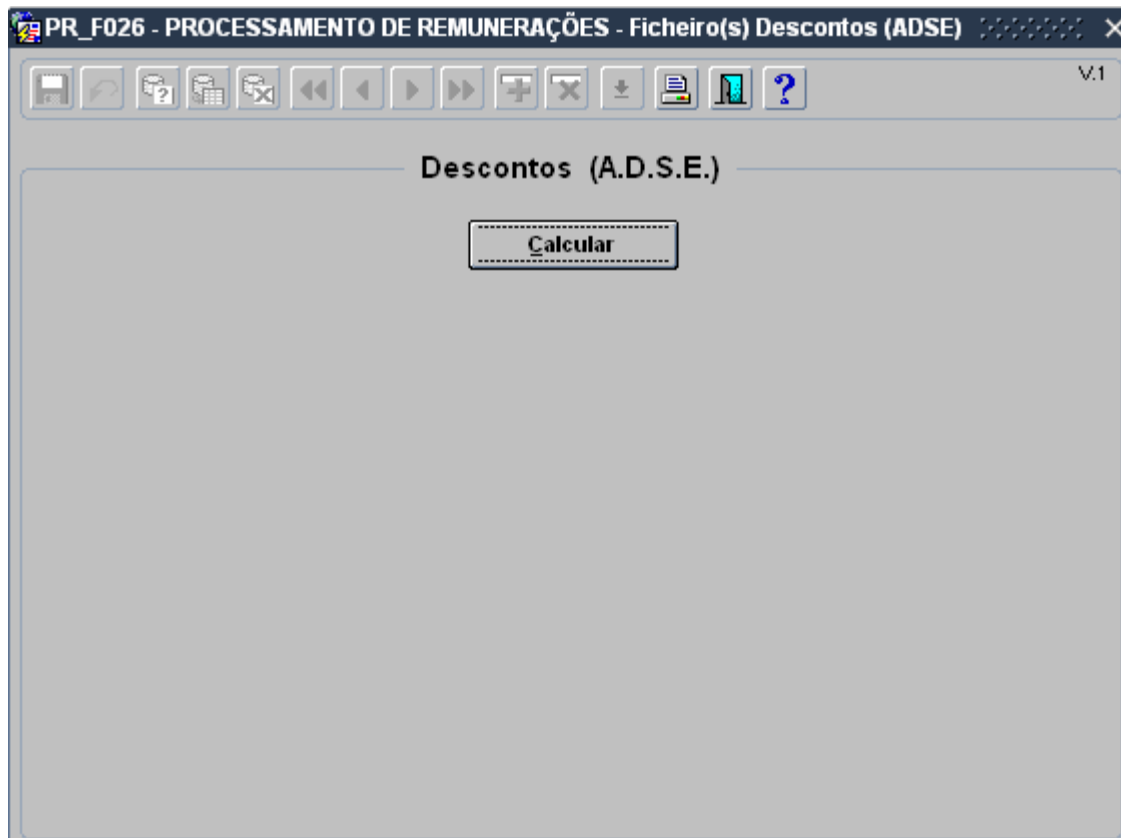 PR_F026 - PROCESSAMENTO DE REMUNERAÇÕES - Ficheiro(s) Descontos (ADSE)
V.1
Descontos (A.D.S.E.)
Calcular